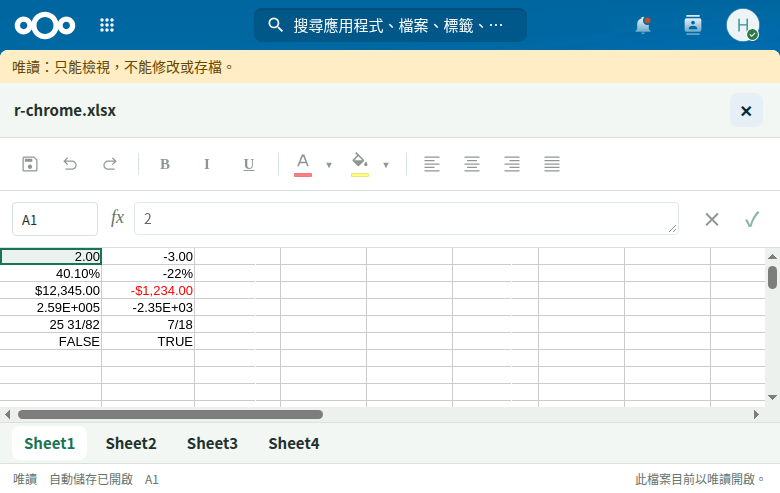 搜尋應用程式、檔案、標籤、⋯
H
唯讀：只能檢視，不能修改或存檔。
r-chrome.xlsx
B I U A
A1 fx 2
2.00 -3.00
40.10% -22%
$12,345.00 -$1,234.00
2.59E+005 -2.35E+03
25 31/82 7/18
FALSE TRUE
Sheet1 Sheet2 Sheet3 Sheet4
唯讀 自動儲存已開啟 A1 此檔案目前以唯讀開啟。